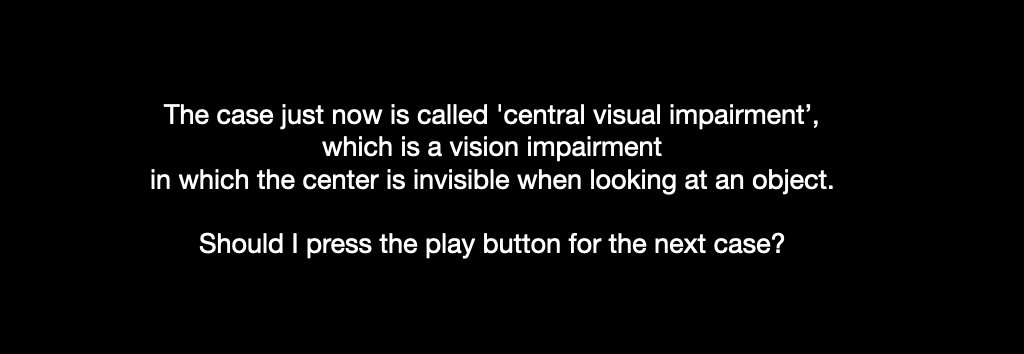 The case just now is called 'central visual impairment’,
which is a vision impairment
in which the center is invisible when looking at an object.
Should I press the play button for the next case?